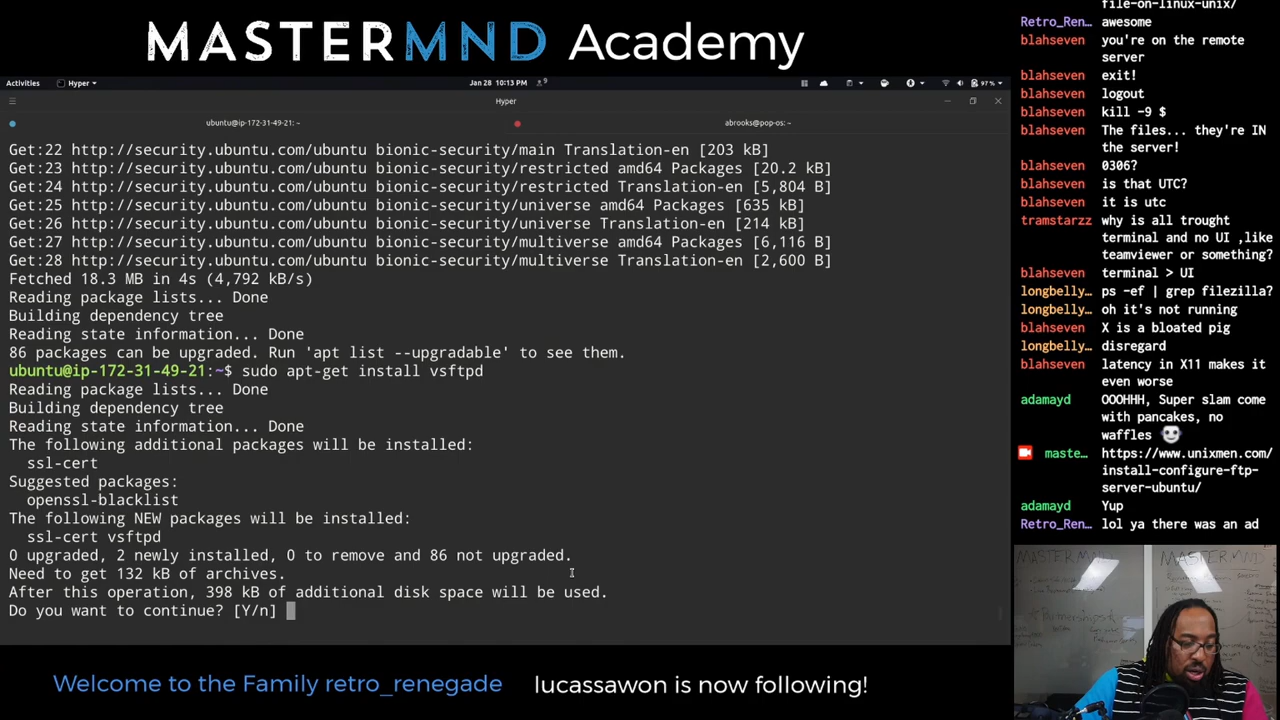 MASTERMND Academy
Activities
Hyper
Jan 28 10:13 PM
9
97 %
Hyper
ubuntu@ip-172-31-49-21: ~
abrooks@pop-os: ~
Get:22 http://security.ubuntu.com/ubuntu bionic-security/main Translation-en [203 kB]
Get:23 http://security.ubuntu.com/ubuntu bionic-security/restricted amd64 Packages [20.2 kB]
Get:24 http://security.ubuntu.com/ubuntu bionic-security/restricted Translation-en [5,804 B]
Get:25 http://security.ubuntu.com/ubuntu bionic-security/universe amd64 Packages [635 kB]
Get:26 http://security.ubuntu.com/ubuntu bionic-security/universe Translation-en [214 kB]
Get:27 http://security.ubuntu.com/ubuntu bionic-security/multiverse amd64 Packages [6,116 B]
Get:28 http://security.ubuntu.com/ubuntu bionic-security/multiverse Translation-en [2,600 B]
Fetched 18.3 MB in 4s (4,792 kB/s)
Reading package lists... Done
Building dependency tree
Reading state information... Done
86 packages can be upgraded. Run 'apt list --upgradable' to see them.
ubuntu@ip-172-31-49-21:~$ sudo apt-get install vsftpd
Reading package lists... Done
Building dependency tree
Reading state information... Done
The following additional packages will be installed:
ssl-cert
Suggested packages:
openssl-blacklist
The following NEW packages will be installed:
ssl-cert vsftpd
0 upgraded, 2 newly installed, 0 to remove and 86 not upgraded.
Need to get 132 kB of archives.
After this operation, 398 kB of additional disk space will be used.
Do you want to continue? [Y/n]
file-on-linux-unix/
Retro_Ren… awesome
blahseven you're on the remote
server
blahseven exit!
blahseven logout
blahseven kill -9 $
blahseven The files... they're IN
the server!
blahseven 0306?
blahseven is that UTC?
blahseven it is utc
tramstarzz why is all trought
terminal and no UI ,like
teamviewer or something?
blahseven terminal > UI
longbelly… ps -ef | grep filezilla?
longbelly… oh it's not running
blahseven X is a bloated pig
longbelly… disregard
blahseven latency in X11 makes it
even worse
adamayd OOOHHH, Super slam come
with pancakes, no
waffles
maste… https://www.unixmen.com/
install-configure-ftp-
server-ubuntu/
adamayd Yup
Retro_Ren… lol ya there was an ad
MASTERMND
MASTERMND
Welcome to the Family retro_renegade
lucassawon is now following!